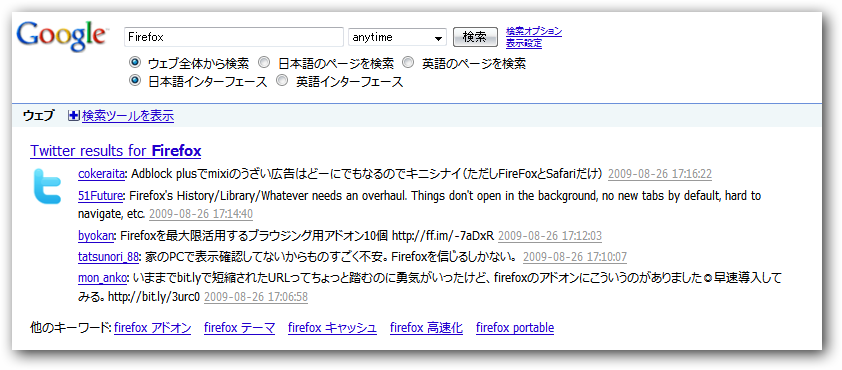 Google™ Firefox anytime 検索 検索オプション
表示設定
ウェブ全体から検索 日本語のページを検索 英語のページを検索
日本語インターフェース 英語インターフェース
ウェブ 検索ツールを表示
Twitter results for Firefox
cokeraita: Adblock plusでmixiのうざい広告はどーにでもなるのでキニシナイ(ただしFireFoxとSafariだけ) 2009-08-26 17:16:22
51Future: Firefox's History/Library/Whatever needs an overhaul. Things don't open in the background, no new tabs by default, hard to
navigate, etc. 2009-08-26 17:14:40
byokan: Firefoxを最大限活用するブラウジング用アドオン10個 http://ff.im/-7aDxR 2009-08-26 17:12:03
tatsunori_88: 家のPCで表示確認してないからものすごく不安。Firefoxを信じるしかない。 2009-08-26 17:10:07
mon_anko: いままでbit.lyで短縮されたURLってちょっと踏むのに勇気がいったけど、firefoxのアドオンにこういうのがありました☺早速導入して
みる。http://bit.ly/3urc0 2009-08-26 17:06:58
他のキーワード: firefox アドオン firefox テーマ firefox キャッシュ firefox 高速化 firefox portable